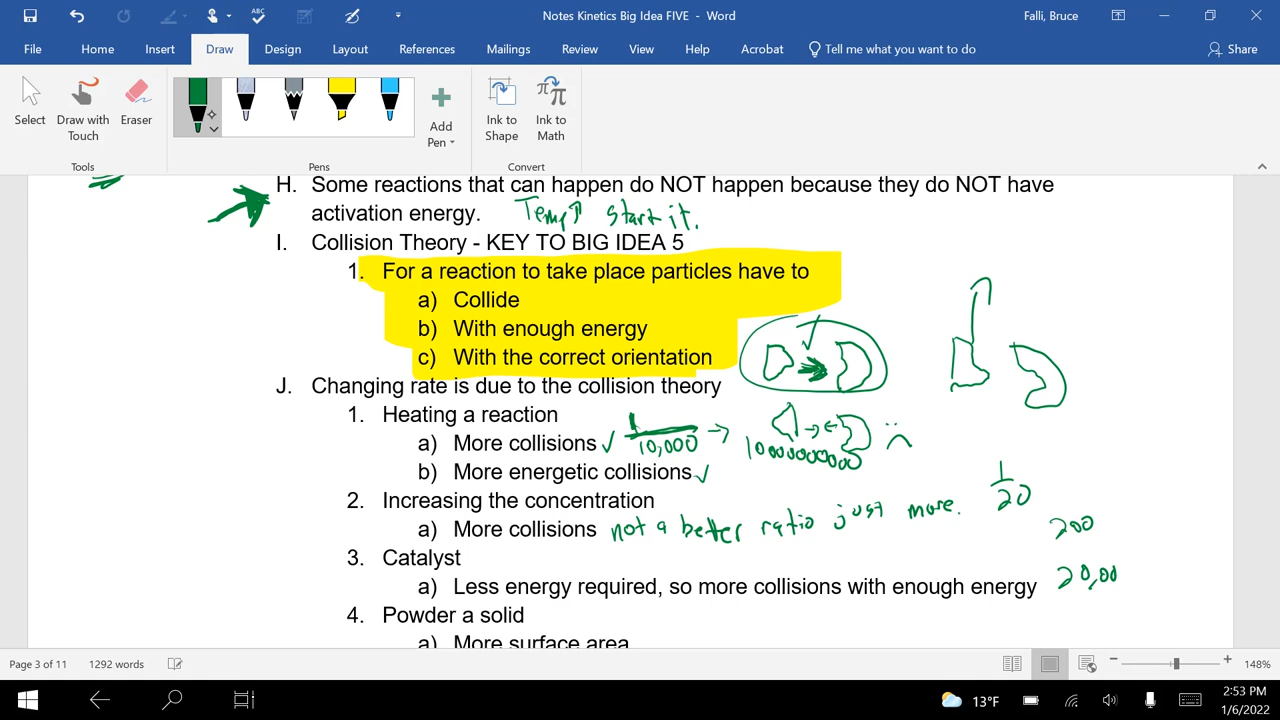 Notes Kinetics Big Idea FIVE - Word
Falli, Bruce
File Home Insert Draw Design Layout References Mailings Review View Help Acrobat Tell me what you want to do Share
Select Draw with Touch Eraser Add Pen Ink to Shape Ink to Math
Tools Pens Convert
H. Some reactions that can happen do NOT happen because they do NOT have
activation energy. Temp↑ start it.
I. Collision Theory - KEY TO BIG IDEA 5
1. For a reaction to take place particles have to
a) Collide
b) With enough energy
c) With the correct orientation
J. Changing rate is due to the collision theory
1. Heating a reaction
a) More collisions ✓ 1/10,000 → 10000000000
b) More energetic collisions ✓
2. Increasing the concentration 1/20
a) More collisions not a better ratio just more. 200
3. Catalyst
a) Less energy required, so more collisions with enough energy 20,00
4. Powder a solid
a) More surface area
Page 3 of 11 1292 words 148%
13°F 2:53 PM
1/6/2022